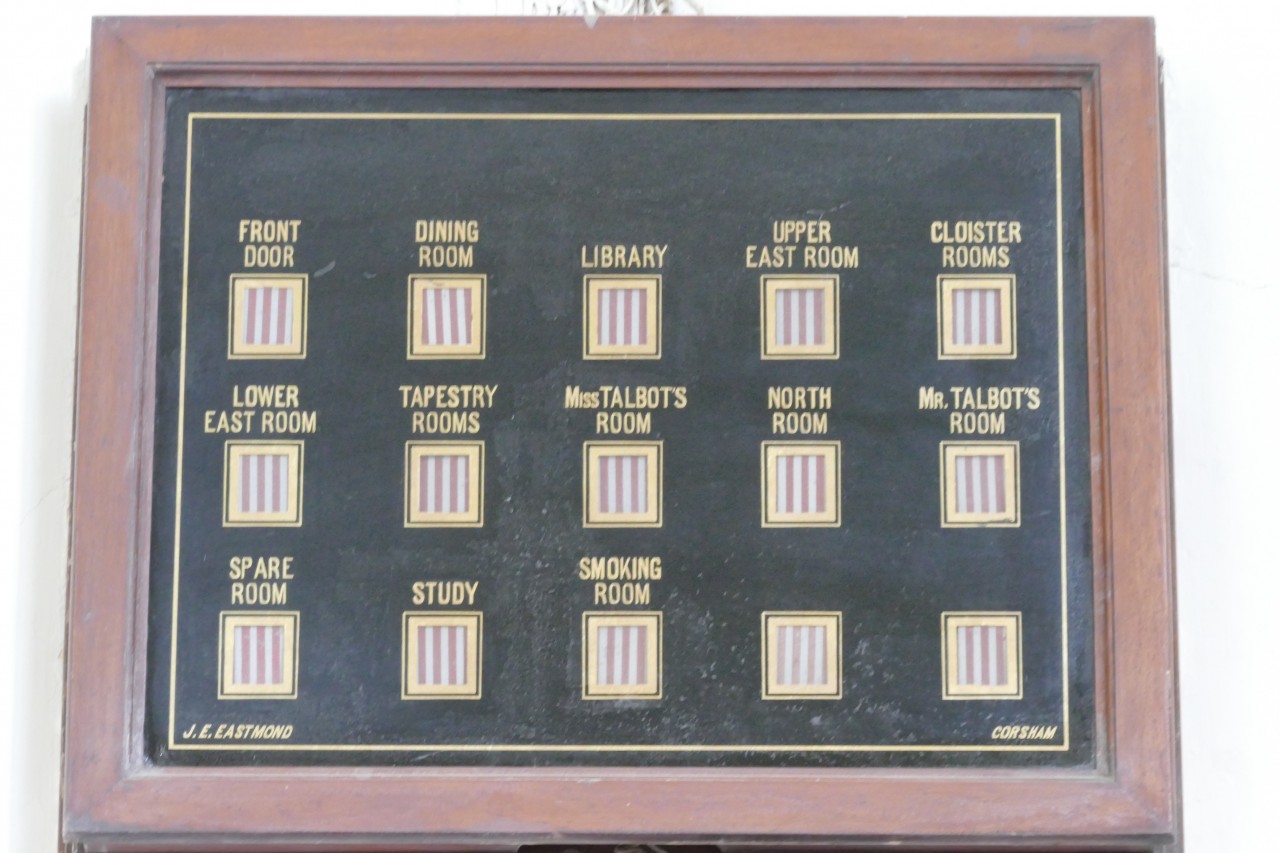 FRONT
DOOR
DINING
ROOM
LIBRARY
UPPER
EAST ROOM
CLOISTER
ROOMS
LOWER
EAST ROOM
TAPESTRY
ROOMS
MISS TALBOT'S
ROOM
NORTH
ROOM
MR. TALBOT'S
ROOM
SPARE
ROOM
STUDY
SMOKING
ROOM
J. E. EASTMOND
CORSHAM